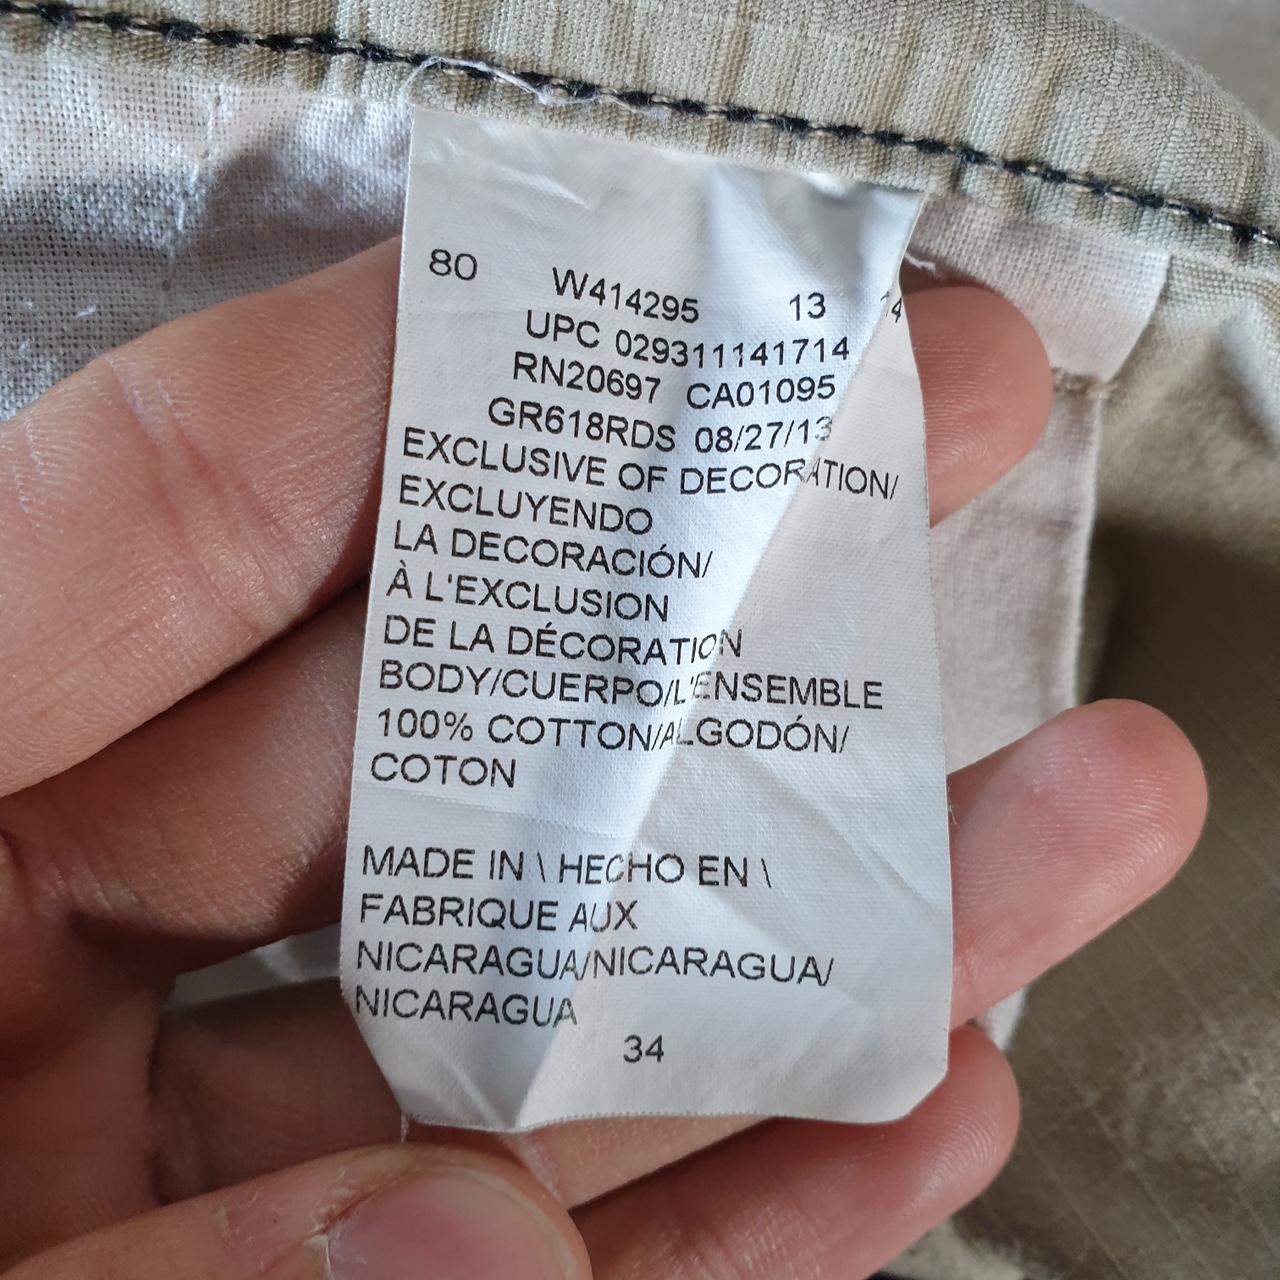 80 W414295 13 14
UPC 029311141714
RN20697 CA01095
GR618RDS 08/27/13
EXCLUSIVE OF DECORATION/
EXCLUYENDO
LA DECORACIÓN/
À L'EXCLUSION
DE LA DÉCORATION
BODY/CUERPO/L'ENSEMBLE
100% COTTON/ALGODÓN/
COTON
MADE IN \ HECHO EN \
FABRIQUE AUX
NICARAGUA/NICARAGUA/
NICARAGUA
34